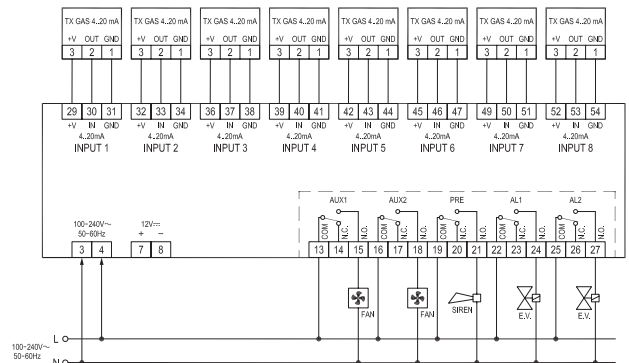 TX GAS 4..20 mA TX GAS 4..20 mA TX GAS 4..20 mA TX GAS 4..20 mA TX GAS 4..20 mA TX GAS 4..20 mA TX GAS 4..20 mA TX GAS 4..20 mA
+V OUT GND +V OUT GND +V OUT GND +V OUT GND +V OUT GND +V OUT GND +V OUT GND +V OUT GND
3 2 1 3 2 1 3 2 1 3 2 1 3 2 1 3 2 1 3 2 1 3 2 1
29 30 31 32 33 34 36 37 38 39 40 41 42 43 44 45 46 47 49 50 51 52 53 54
+V IN GND +V IN GND +V IN GND +V IN GND +V IN GND +V IN GND +V IN GND +V IN GND
4..20mA 4..20mA 4..20mA 4..20mA 4..20mA 4..20mA 4..20mA 4..20mA
INPUT 1 INPUT 2 INPUT 3 INPUT 4 INPUT 5 INPUT 6 INPUT 7 INPUT 8
AUX1 AUX2 PRE AL1 AL2
100-240V~ 12V⎓
50-60Hz + −
COM N.C. N.O. COM N.C. N.O. COM N.C. N.O. COM N.C. N.O. COM N.C. N.O.
3 4 7 8 13 14 15 16 17 18 19 20 21 22 23 24 25 26 27
FAN FAN SIREN E.V. E.V.
L
100-240V~
50-60Hz
N